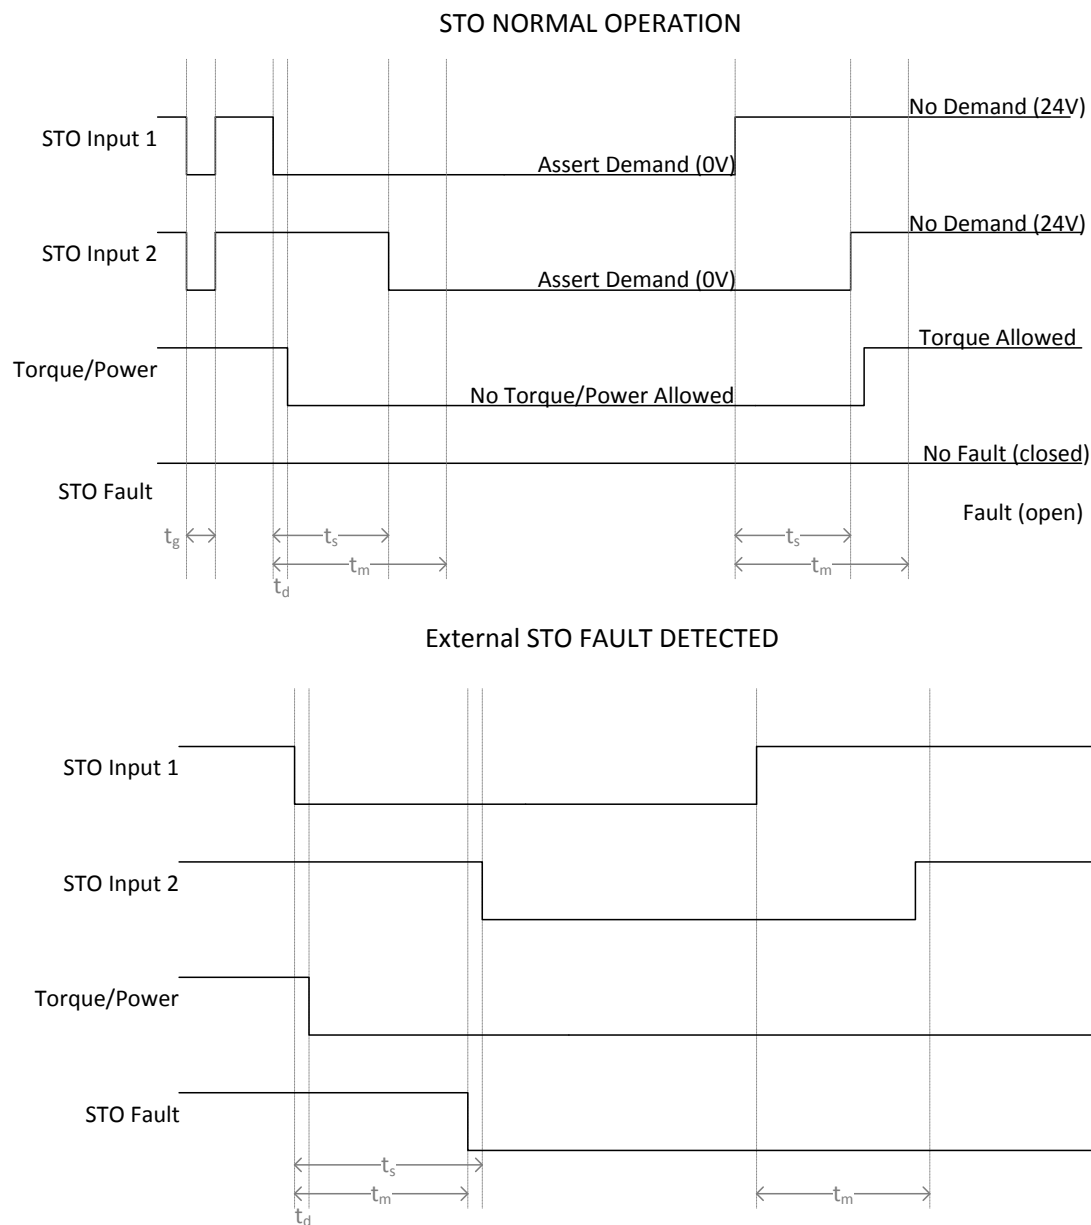 STO NORMAL OPERATION
No Demand (24V)
STO Input 1
Assert Demand (0V)
No Demand (24V)
STO Input 2
Assert Demand (0V)
Torque Allowed
Torque/Power
No Torque/Power Allowed
No Fault (closed)
STO Fault
Fault (open)
tg ts ts
tm tm
td
External STO FAULT DETECTED
STO Input 1
STO Input 2
Torque/Power
STO Fault
ts
tm tm
td